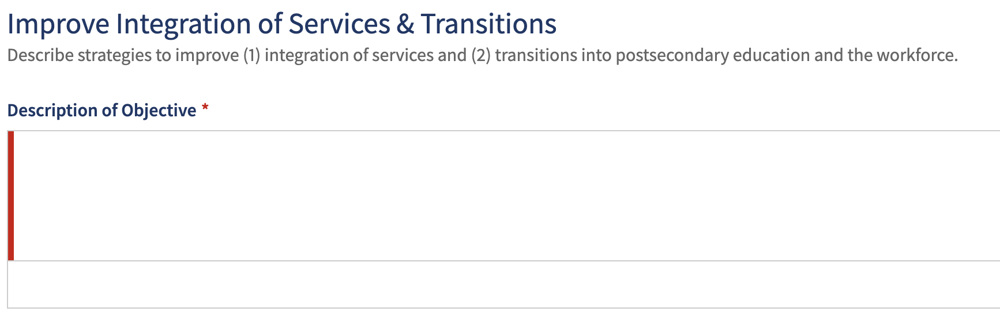 Improve Integration of Services & Transitions
Describe strategies to improve (1) integration of services and (2) transitions into postsecondary education and the workforce.
Description of Objective *